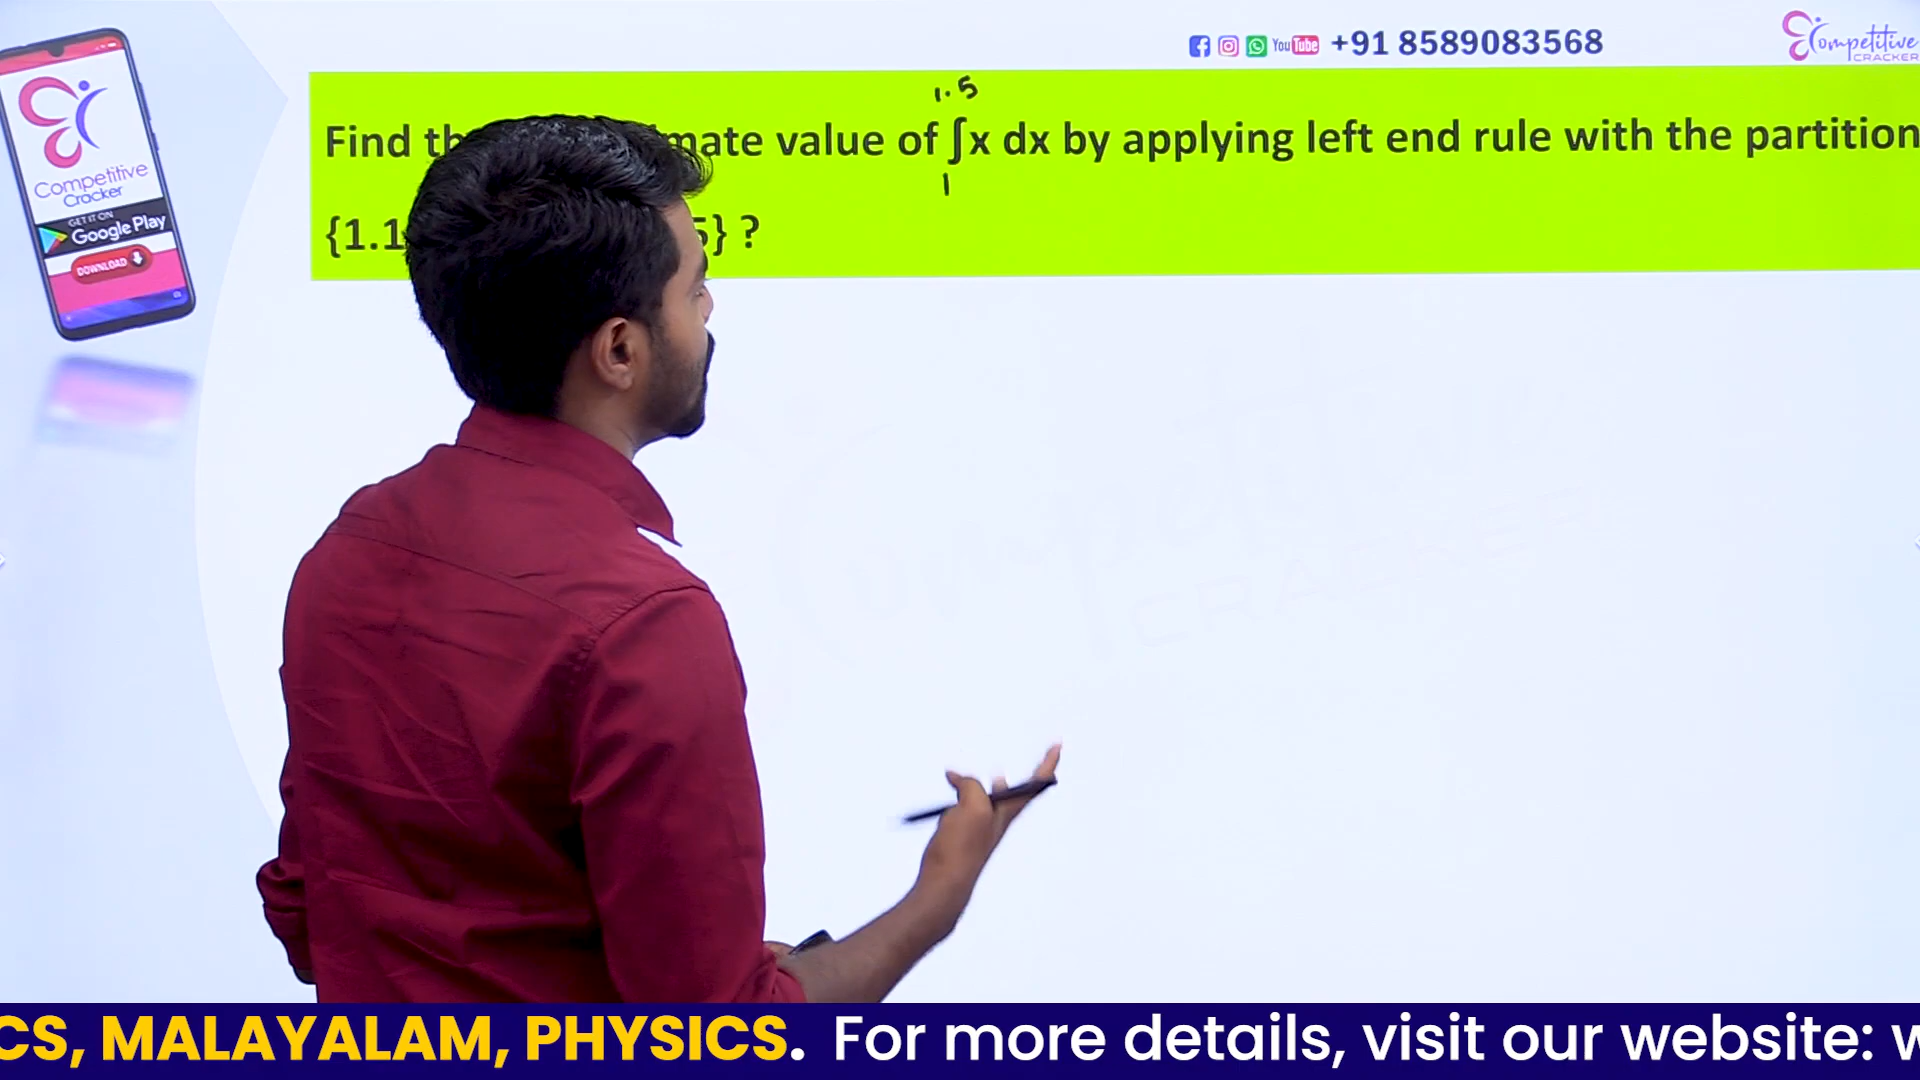 YouTube +91 8589083568
Competitive
CRACKER
Competitive
Cracker
GET IT ON
Google Play
DOWNLOAD
1.5
Find mate value of ∫x dx by applying left end rule with the partition
1
{1.1 5} ?
CRACKER
CS, MALAYALAM, PHYSICS. For more details, visit our website: w